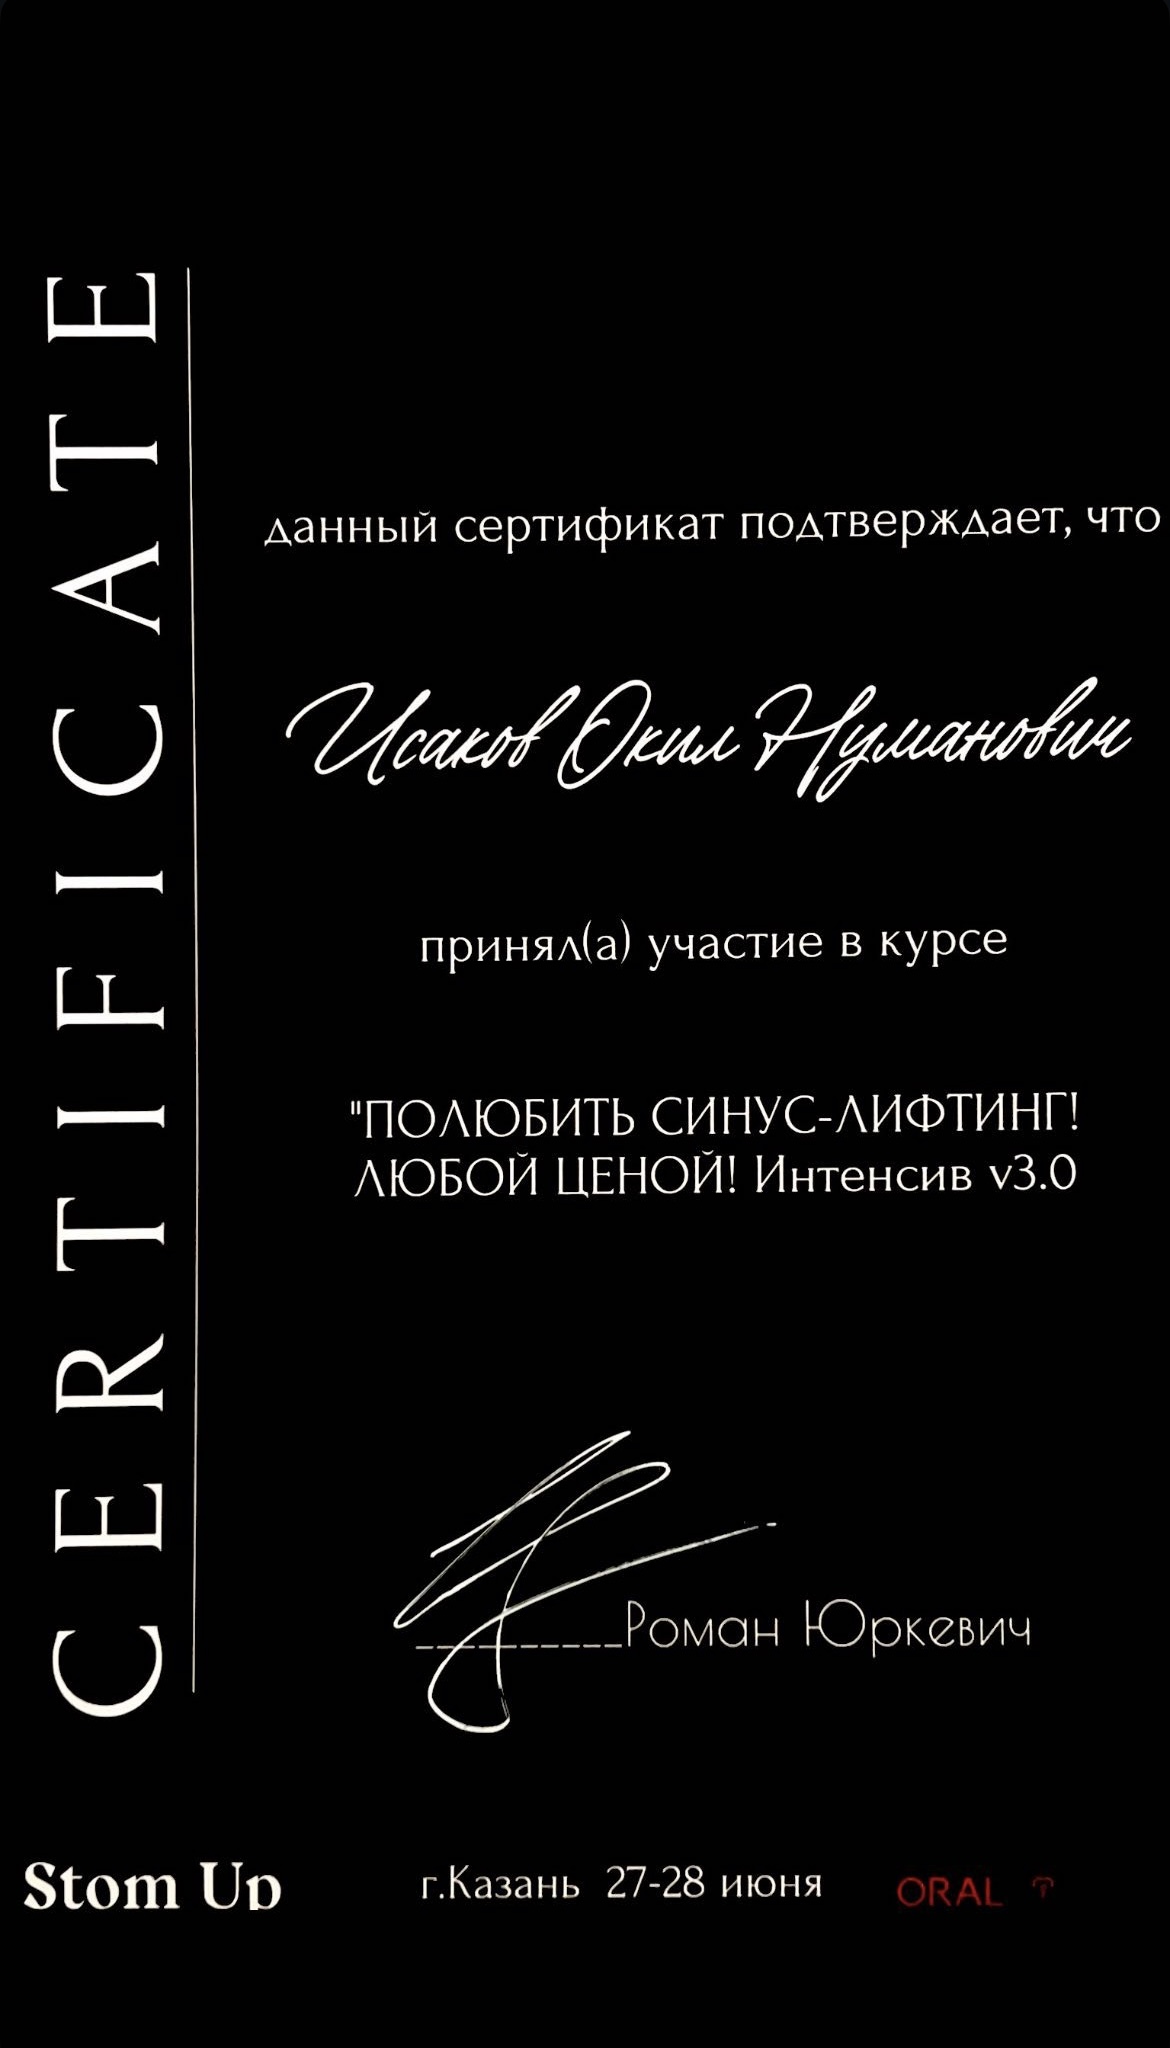 CERTIFICATE
данный сертификат подтверждает, что
Исаков Окил Нуманович
принял(а) участие в курсе
"ПОЛЮБИТЬ СИНУС-ЛИФТИНГ!
ЛЮБОЙ ЦЕНОЙ! Интенсив v3.0
__________Роман Юркевич
Stom Up
г.Казань 27-28 июня
ORAL